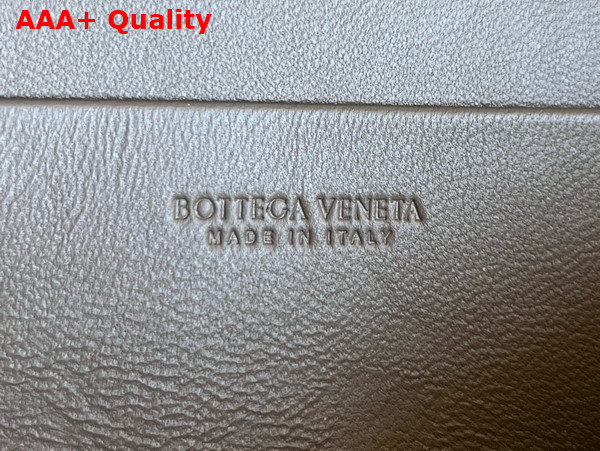 AAA+ Quality
BOTTEGA VENETA
MADE IN ITALY